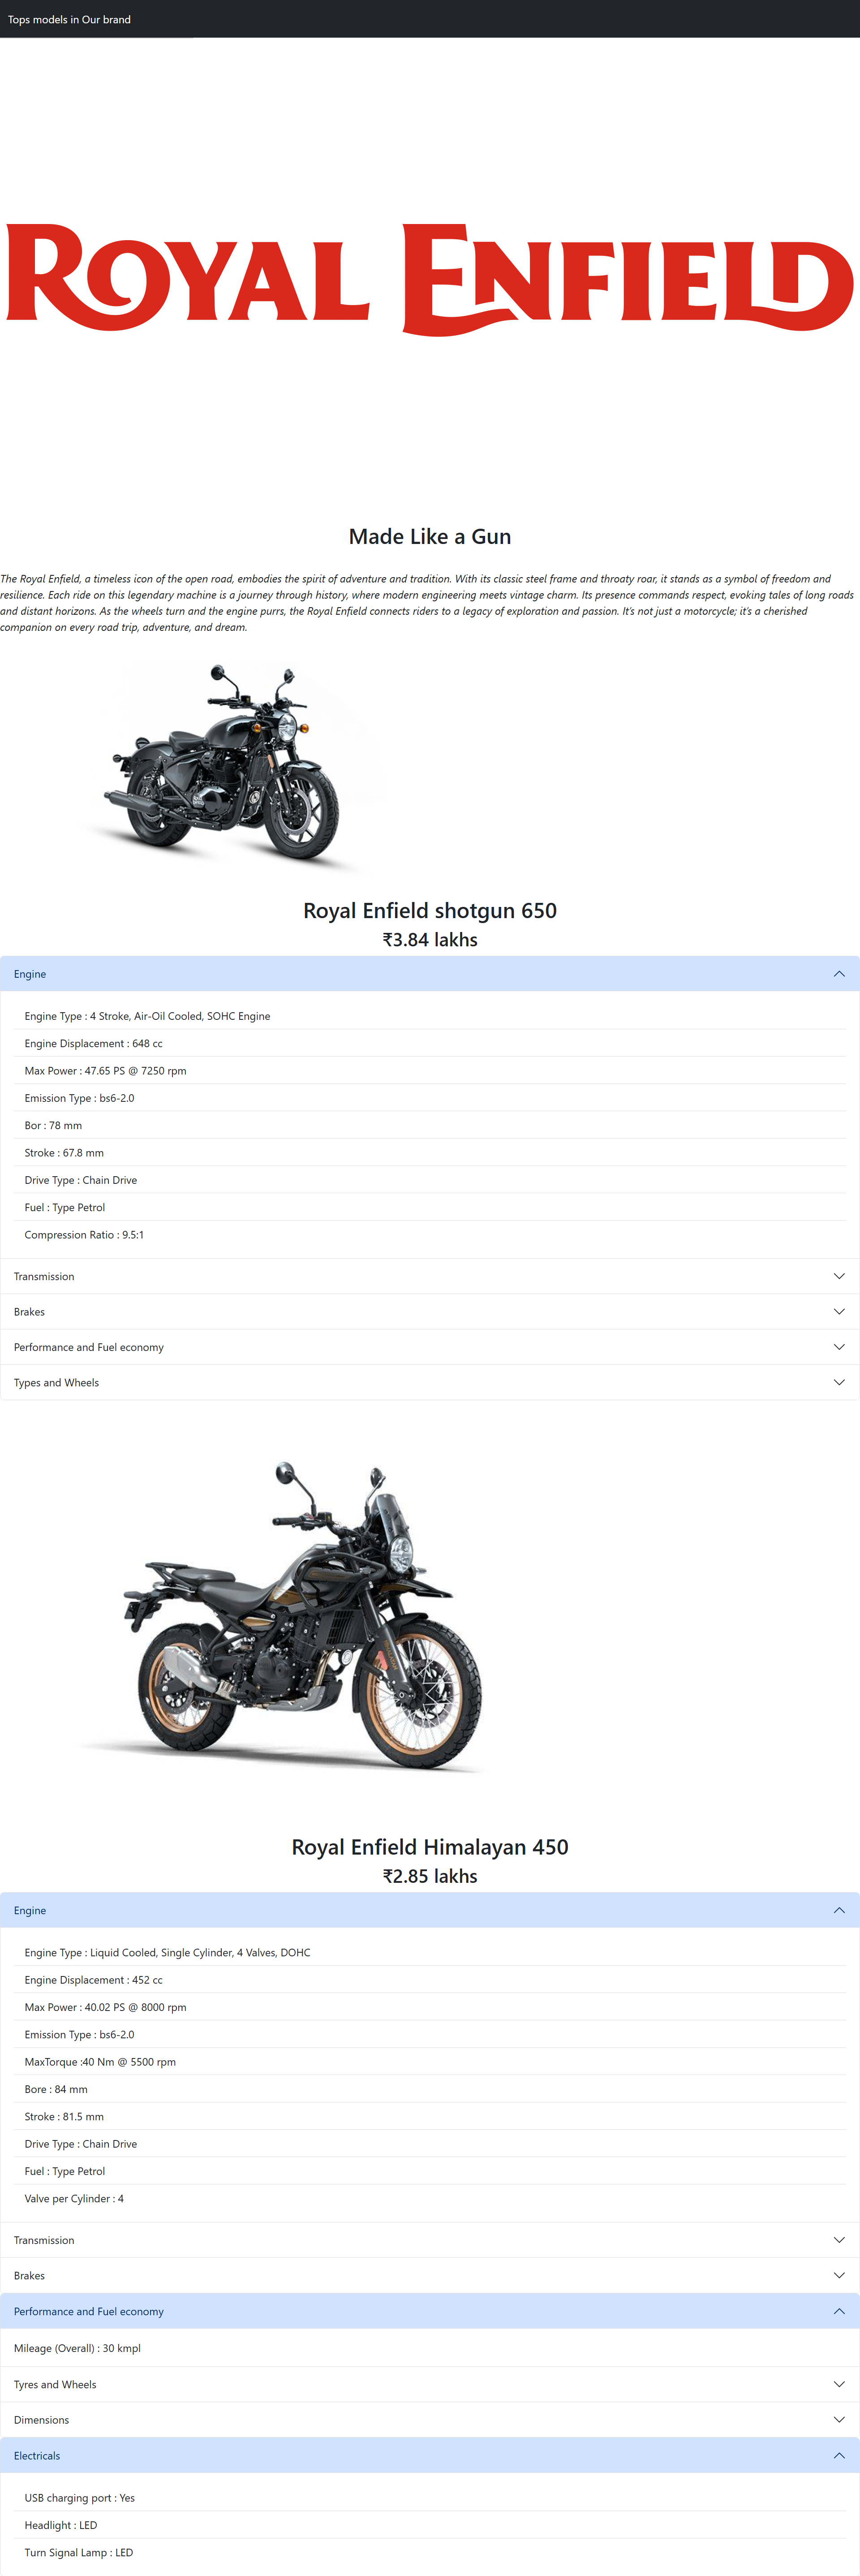 Tops models in Our brand
ROYAL ENFIELD
Made Like a Gun
The Royal Enfield, a timeless icon of the open road, embodies the spirit of adventure and tradition. With its classic steel frame and throaty roar, it stands as a symbol of freedom and
resilience. Each ride on this legendary machine is a journey through history, where modern engineering meets vintage charm. Its presence commands respect, evoking tales of long roads
and distant horizons. As the wheels turn and the engine purrs, the Royal Enfield connects riders to a legacy of exploration and passion. It's not just a motorcycle; it's a cherished
companion on every road trip, adventure, and dream.
Royal Enfield shotgun 650
₹3.84 lakhs
Engine
Engine Type : 4 Stroke, Air-Oil Cooled, SOHC Engine
Engine Displacement : 648 cc
Max Power : 47.65 PS @ 7250 rpm
Emission Type : bs6-2.0
Bor : 78 mm
Stroke : 67.8 mm
Drive Type : Chain Drive
Fuel : Type Petrol
Compression Ratio : 9.5:1
Transmission
Brakes
Performance and Fuel economy
Types and Wheels
Royal Enfield Himalayan 450
₹2.85 lakhs
Engine
Engine Type : Liquid Cooled, Single Cylinder, 4 Valves, DOHC
Engine Displacement : 452 cc
Max Power : 40.02 PS @ 8000 rpm
Emission Type : bs6-2.0
MaxTorque :40 Nm @ 5500 rpm
Bore : 84 mm
Stroke : 81.5 mm
Drive Type : Chain Drive
Fuel : Type Petrol
Valve per Cylinder : 4
Transmission
Brakes
Performance and Fuel economy
Mileage (Overall) : 30 kmpl
Tyres and Wheels
Dimensions
Electricals
USB charging port : Yes
Headlight : LED
Turn Signal Lamp : LED